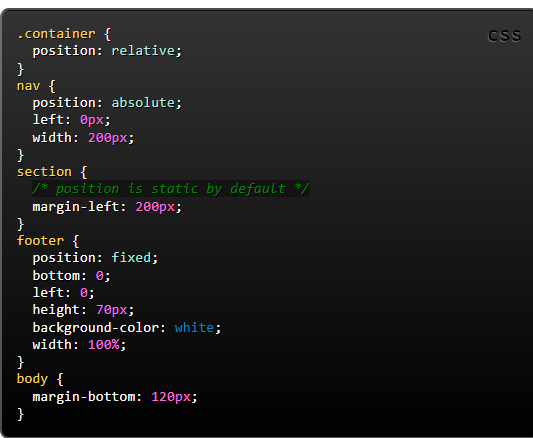 css
.container {
  position: relative;
}
nav {
  position: absolute;
  left: 0px;
  width: 200px;
}
section {
  /* position is static by default */
  margin-left: 200px;
}
footer {
  position: fixed;
  bottom: 0;
  left: 0;
  height: 70px;
  background-color: white;
  width: 100%;
}
body {
  margin-bottom: 120px;
}